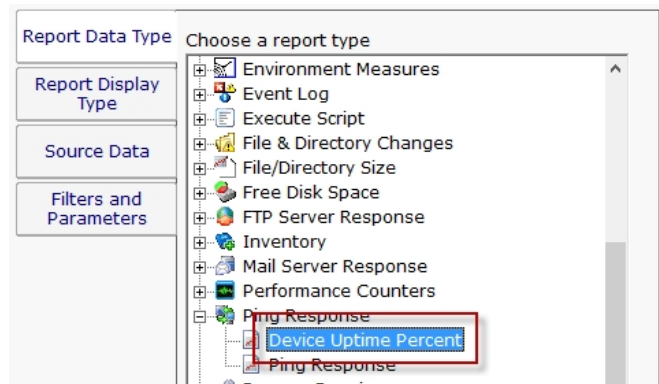 Report Data Type
Choose a report type
Report Display
Type
Source Data
Filters and
Parameters
Environment Measures
Event Log
Execute Script
File & Directory Changes
File/Directory Size
Free Disk Space
FTP Server Response
Inventory
Mail Server Response
Performance Counters
Ping Response
Device Uptime Percent
Ping Response